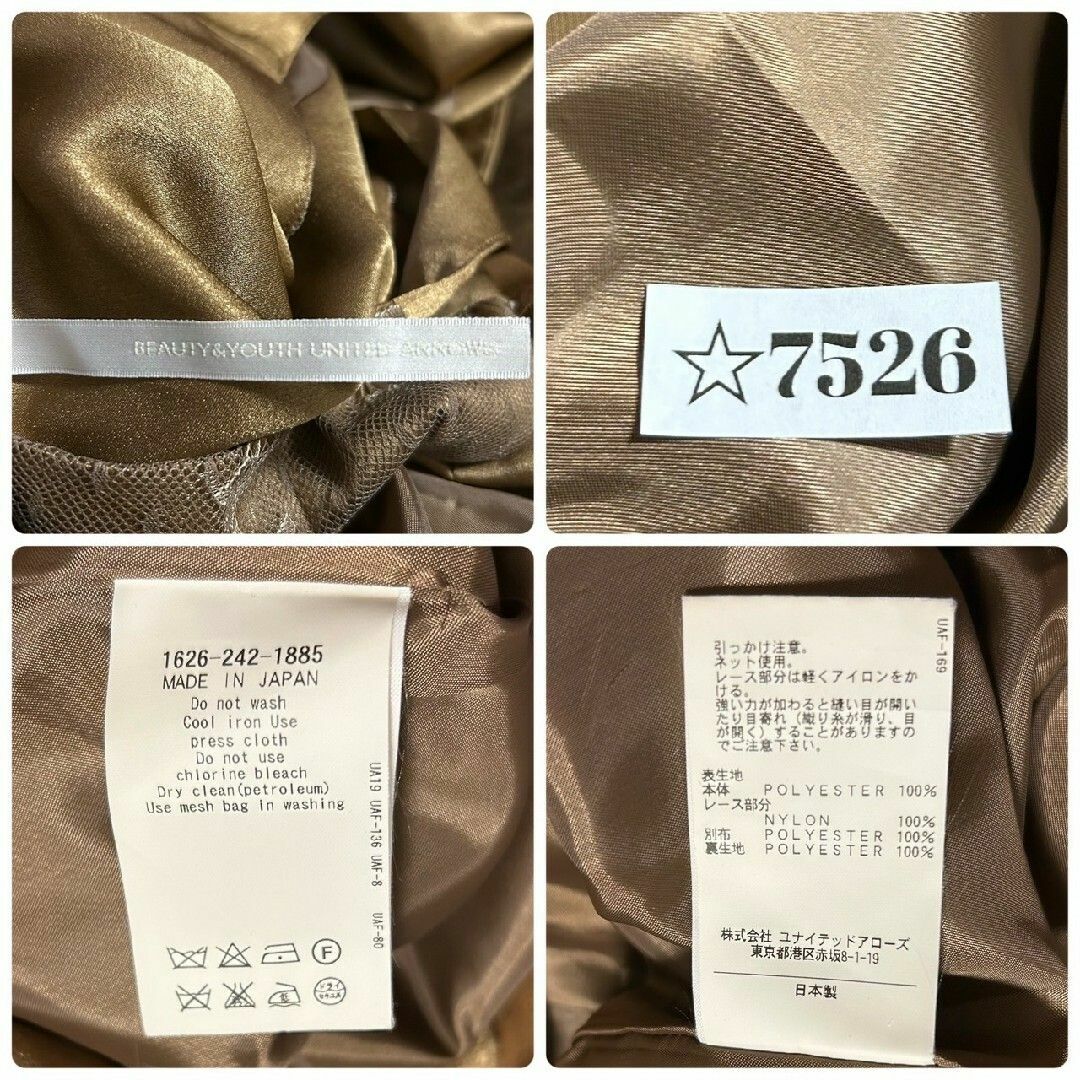 BEAUTY&YOUTH UNITED ARROWS
☆7526
1626-242-1885
MADE IN JAPAN
Do not wash
Cool iron Use
press cloth
Do not use
chlorine bleach
Dry clean(petroleum)
Use mesh bag in washing
UA19 UAF-136 UAF-8 UAF-80
F
ドライ
セキユ系
引っかけ注意。
ネット使用。
レース部分は軽くアイロンをか
ける。
強い力が加わると縫い目が開い
たり目寄れ（織り糸が滑り、目
が開く）することがありますの
でご注意下さい。
UAF-169
表生地
本体 POLYESTER 100%
レース部分
NYLON 100%
別布 POLYESTER 100%
裏生地 POLYESTER 100%
株式会社 ユナイテッドアローズ
東京都港区赤坂8-1-19
日本製